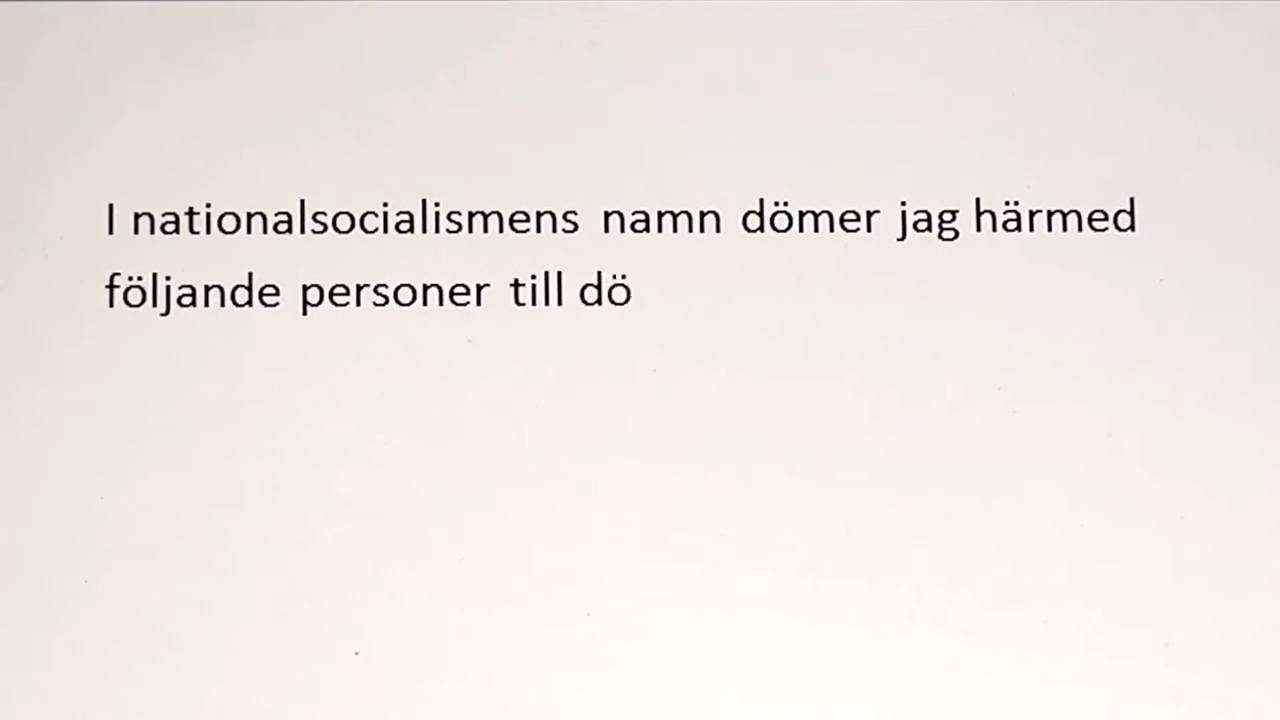 I nationalsocialismens namn dömer jag härmed
följande personer till dö